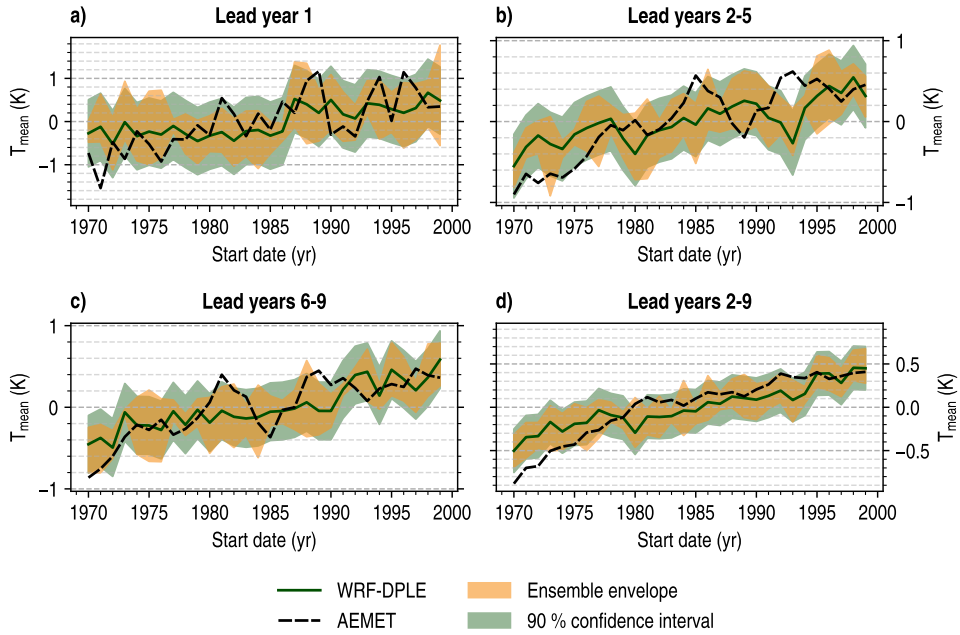 a) Lead year 1
b) Lead years 2-5
T_mean (K)
1
0
−1
1970 1975 1980 1985 1990 1995 2000
Start date (yr)
1
0
−1
T_mean (K)
1970 1975 1980 1985 1990 1995 2000
Start date (yr)
c) Lead years 6-9
d) Lead years 2-9
T_mean (K)
1
0
−1
1970 1975 1980 1985 1990 1995 2000
Start date (yr)
0.5
0.0
−0.5
T_mean (K)
1970 1975 1980 1985 1990 1995 2000
Start date (yr)
WRF-DPLE
Ensemble envelope
AEMET
90 % confidence interval